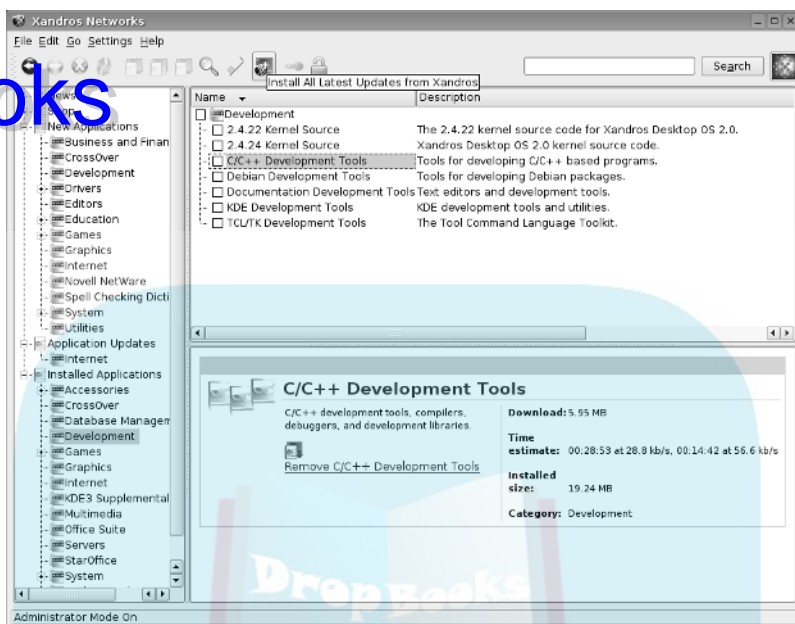 Xandros Networks
File Edit Go Settings Help
Search
Install All Latest Updates from Xandros
oks
News
Shop
New Applications
Business and Finan
CrossOver
Development
Drivers
Editors
Education
Games
Graphics
Internet
Novell NetWare
Spell Checking Dicti
System
Utilities
Application Updates
Internet
Installed Applications
Accessories
CrossOver
Database Managem
Development
Games
Graphics
Internet
KDE3 Supplemental
Multimedia
Office Suite
Servers
StarOffice
System
Name Description
Development
2.4.22 Kernel Source The 2.4.22 kernel source code for Xandros Desktop OS 2.0.
2.4.24 Kernel Source Xandros Desktop OS 2.0 kernel source code.
C/C++ Development Tools Tools for developing C/C++ based programs.
Debian Development Tools Tools for developing Debian packages.
Documentation Development Tools Text editors and development tools.
KDE Development Tools KDE development tools and utilities.
TCL/TK Development Tools The Tool Command Language Toolkit.
C/C++ Development Tools
C/C++ development tools, compilers,
debuggers, and development libraries.
Remove C/C++ Development Tools
Download: 5.95 MB
Time
estimate: 00:28:53 at 28.8 kb/s, 00:14:42 at 56.6 kb/s
Installed
size: 19.24 MB
Category: Development
DropBooks
Administrator Mode On